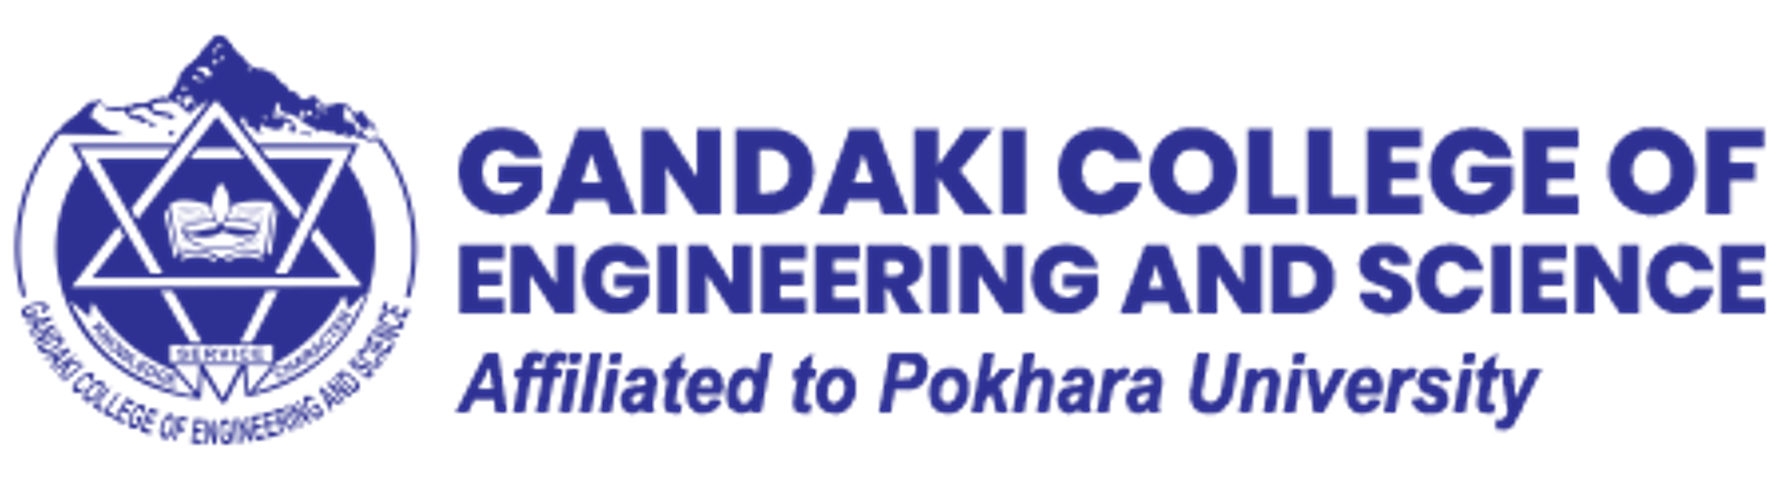 GANDAKI COLLEGE OF
ENGINEERING AND SCIENCE
Affiliated to Pokhara University
KNOWLEDGE
SERVICE
CHARACTER
GANDAKI COLLEGE OF ENGINEERING AND SCIENCE